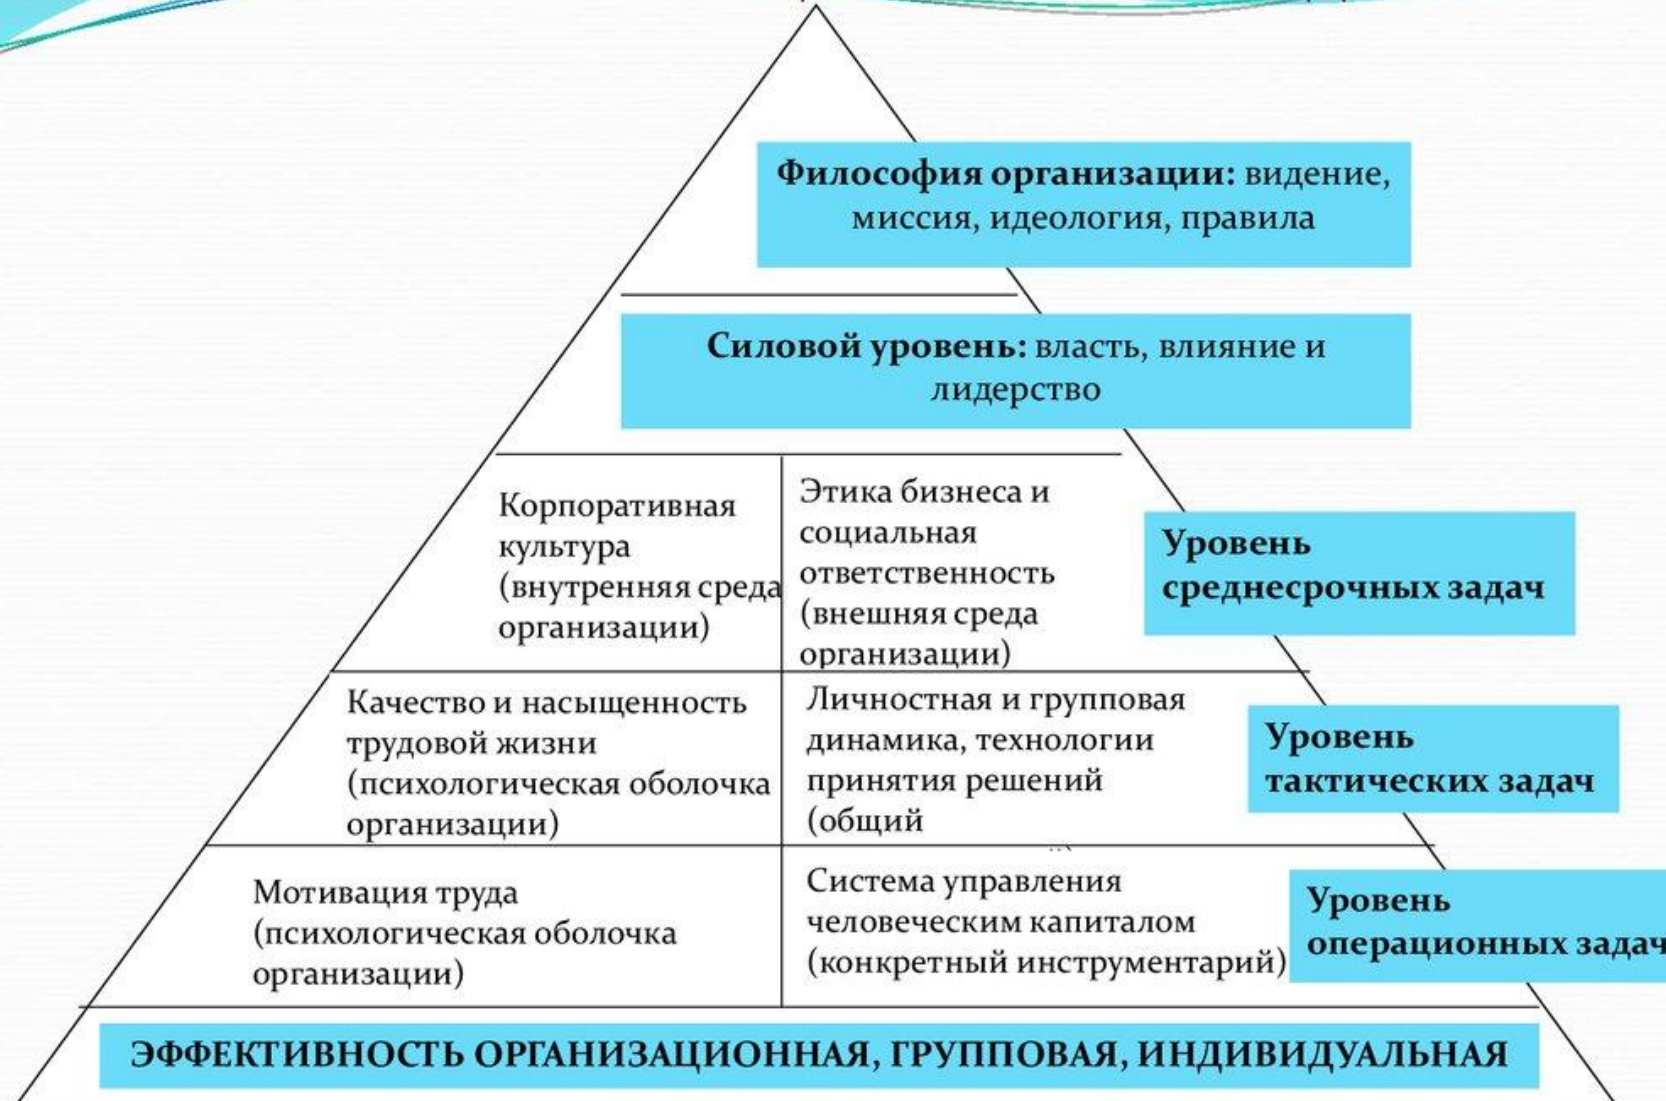 Философия организации: видение,
миссия, идеология, правила
Силовой уровень: власть, влияние и
лидерство
Корпоративная
культура
(внутренняя среда
организации)
Этика бизнеса и
социальная
ответственность
(внешняя среда
организации)
Уровень
среднесрочных задач
Качество и насыщенность
трудовой жизни
(психологическая оболочка
организации)
Личностная и групповая
динамика, технологии
принятия решений
(общий
Уровень
тактических задач
Мотивация труда
(психологическая оболочка
организации)
Система управления
человеческим капиталом
(конкретный инструментарий)
Уровень
операционных задач
ЭФФЕКТИВНОСТЬ ОРГАНИЗАЦИОННАЯ, ГРУППОВАЯ, ИНДИВИДУАЛЬНАЯ